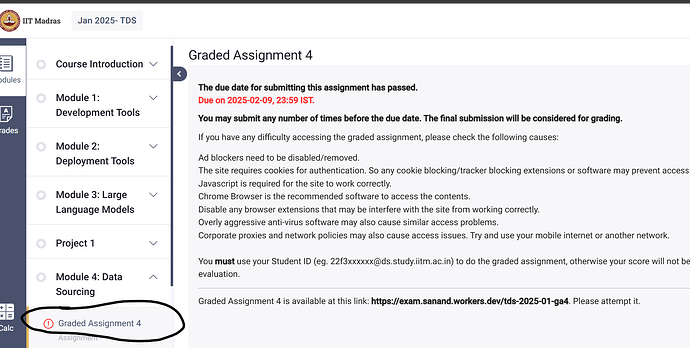 IIT Madras
Jan 2025- TDS
odules
rades
Calc
Course Introduction
Module 1:
Development Tools
Module 2:
Deployment Tools
Module 3: Large
Language Models
Project 1
Module 4: Data
Sourcing
Graded Assignment 4
Assignment
Graded Assignment 4
The due date for submitting this assignment has passed.
Due on 2025-02-09, 23:59 IST.
You may submit any number of times before the due date. The final submission will be considered for grading.
If you have any difficulty accessing the graded assignment, please check the following causes:
Ad blockers need to be disabled/removed.
The site requires cookies for authentication. So any cookie blocking/tracker blocking extensions or software may prevent access
Javascript is required for the site to work correctly.
Chrome Browser is the recommended software to access the contents.
Disable any browser extensions that may be interfere with the site from working correctly.
Overly aggressive anti-virus software may also cause similar access problems.
Corporate proxies and network policies may also cause access issues. Try and use your mobile internet or another network.
You must use your Student ID (eg. 22f3xxxxxx@ds.study.iitm.ac.in) to do the graded assignment, otherwise your score will not be
evaluation.
Graded Assignment 4 is available at this link: https://exam.sanand.workers.dev/tds-2025-01-ga4. Please attempt it.